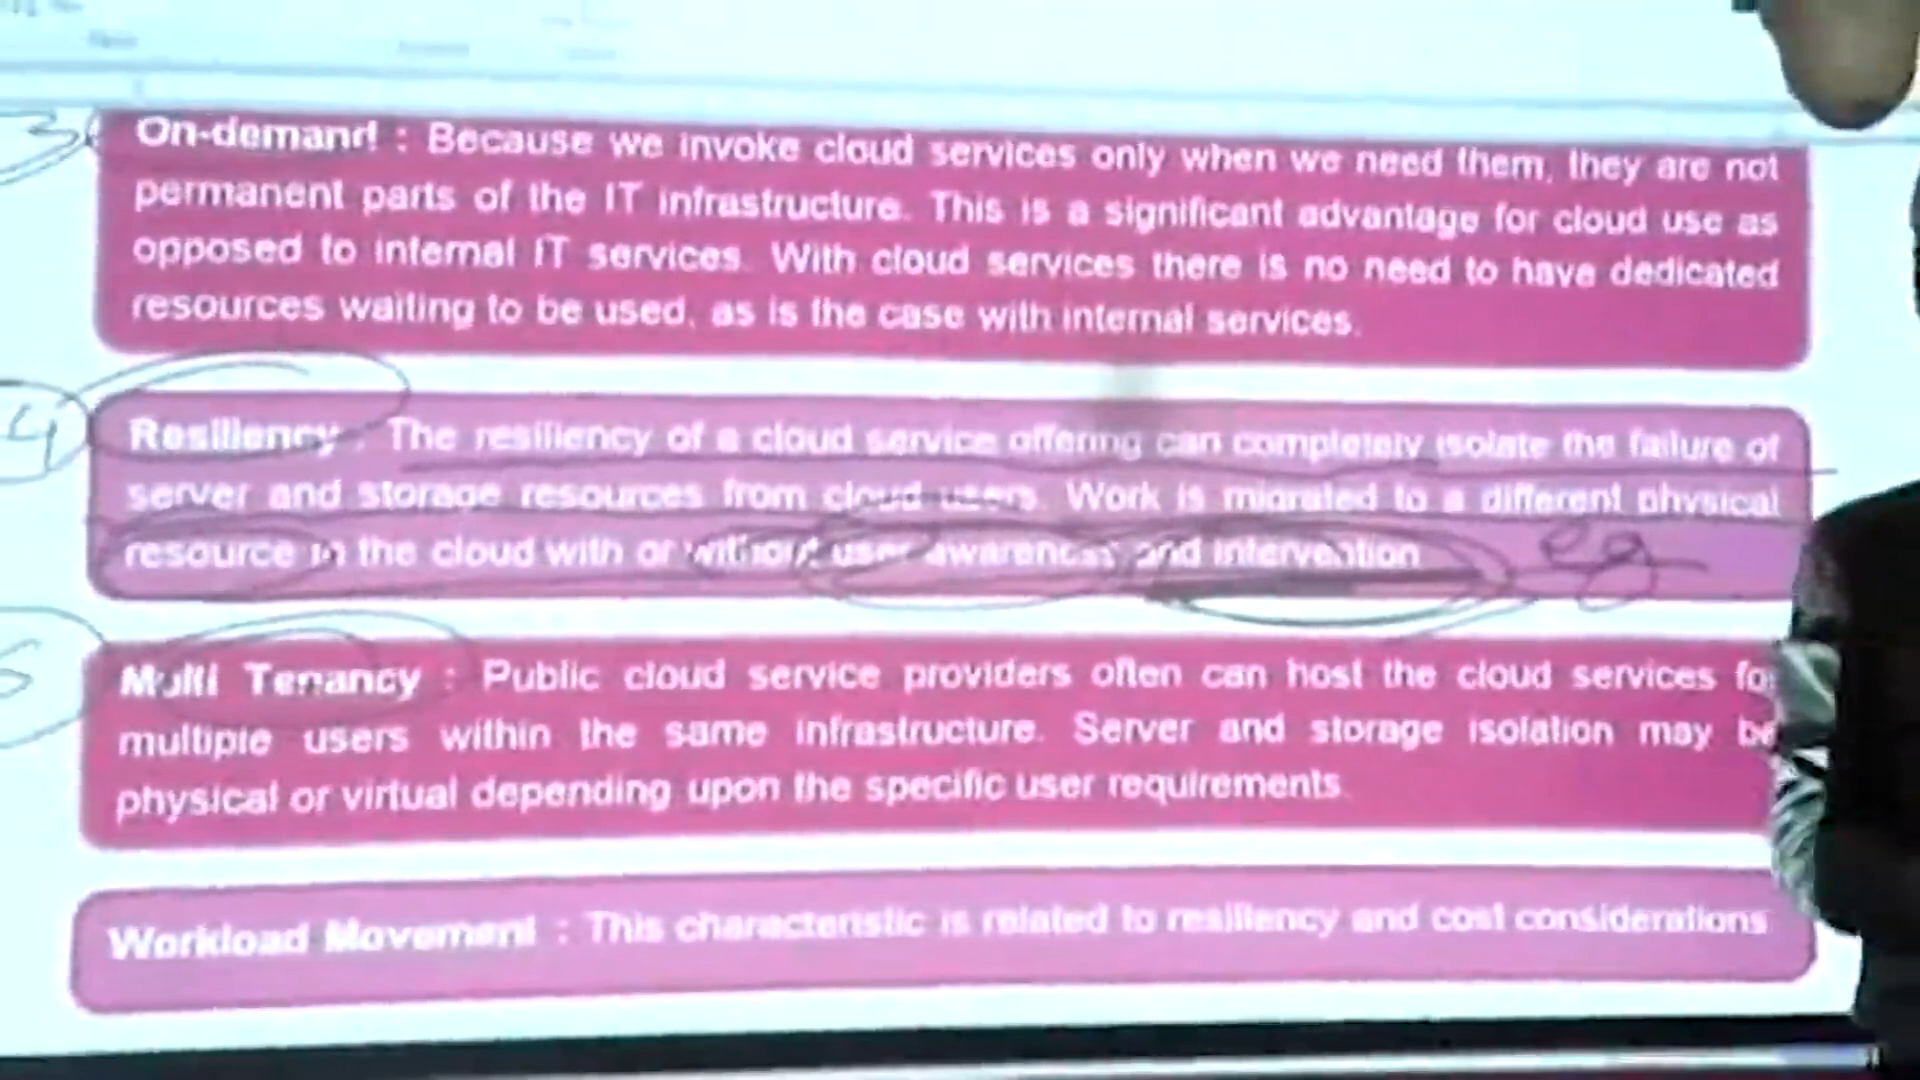 3
On-demand : Because we invoke cloud services only when we need them, they are not
permanent parts of the IT infrastructure. This is a significant advantage for cloud use as
opposed to internal IT services. With cloud services there is no need to have dedicated
resources waiting to be used, as is the case with internal services.
4
Resiliency : The resiliency of a cloud service offering can completely isolate the failure of
server and storage resources from cloud users. Work is migrated to a different physical
resource in the cloud with or without user awareness and intervention
eg
5
Multi Tenancy : Public cloud service providers often can host the cloud services for
multiple users within the same infrastructure. Server and storage isolation may be
physical or virtual depending upon the specific user requirements.
Workload Movement : This characteristic is related to resiliency and cost considerations